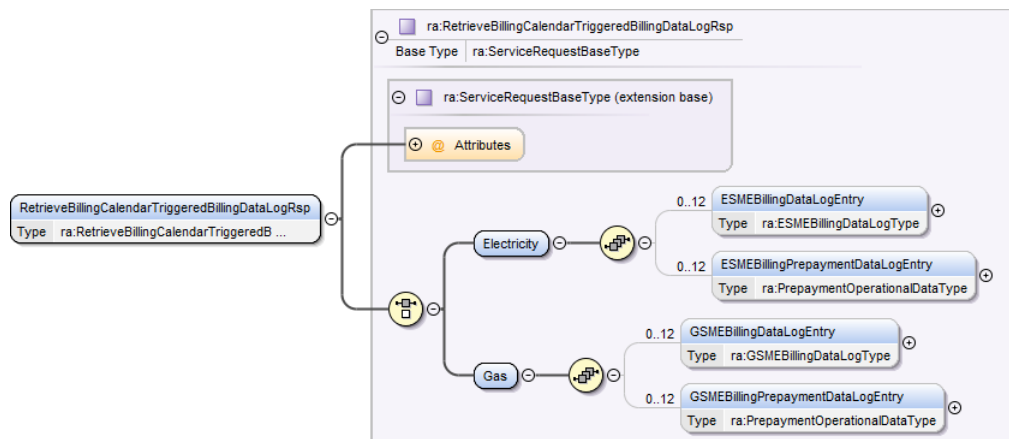 ra:RetrieveBillingCalendarTriggeredBillingDataLogRsp
Base Type ra:ServiceRequestBaseType
ra:ServiceRequestBaseType (extension base)
@ Attributes
RetrieveBillingCalendarTriggeredBillingDataLogRsp
Type ra:RetrieveBillingCalendarTriggeredB ...
Electricity
0..12 ESMEBillingDataLogEntry
Type ra:ESMEBillingDataLogType
0..12 ESMEBillingPrepaymentDataLogEntry
Type ra:PrepaymentOperationalDataType
Gas
0..12 GSMEBillingDataLogEntry
Type ra:GSMEBillingDataLogType
0..12 GSMEBillingPrepaymentDataLogEntry
Type ra:PrepaymentOperationalDataType